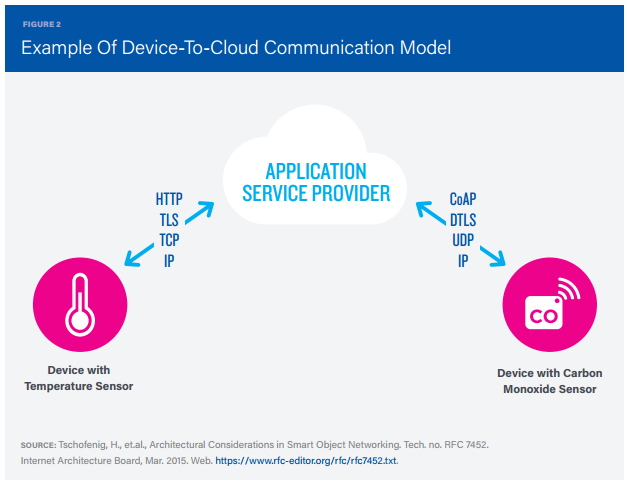 FIGURE 2
Example Of Device-To-Cloud Communication Model
APPLICATION
SERVICE PROVIDER
HTTP
TLS
TCP
IP
CoAP
DTLS
UDP
IP
CO
Device with
Temperature Sensor
Device with Carbon
Monoxide Sensor
SOURCE: Tschofenig, H., et.al., Architectural Considerations in Smart Object Networking. Tech. no. RFC 7452.
Internet Architecture Board, Mar. 2015. Web. https://www.rfc-editor.org/rfc/rfc7452.txt.